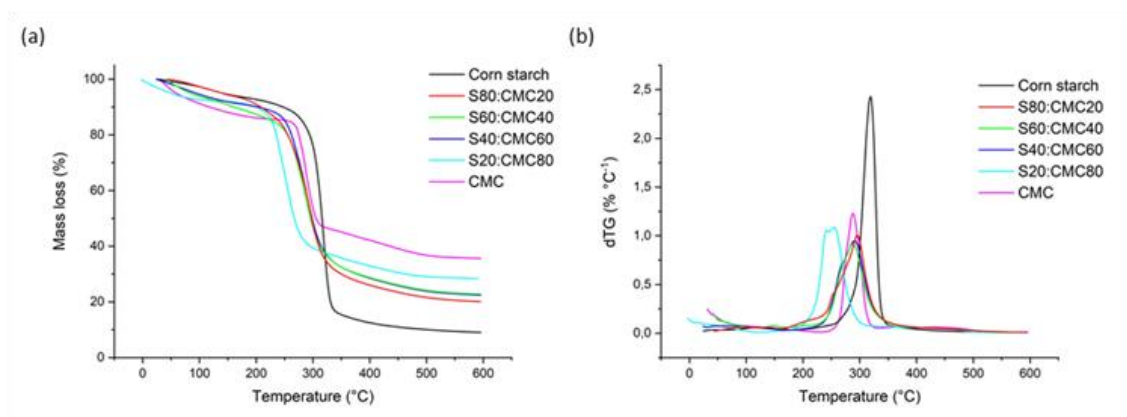 (a)
Corn starch
S80:CMC20
S60:CMC40
S40:CMC60
S20:CMC80
CMC
100
80
60
40
20
0
Mass loss (%)
0 100 200 300 400 500 600
Temperature (°C)
(b)
Corn starch
S80:CMC20
S60:CMC40
S40:CMC60
S20:CMC80
CMC
2,5
2,0
1,5
1,0
0,5
0,0
dTG (% °C⁻¹)
0 100 200 300 400 500 600
Temperature (°C)